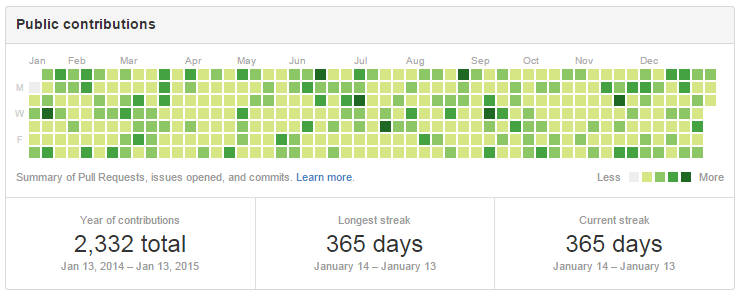 Public contributions
Jan Feb Mar Apr May Jun Jul Aug Sep Oct Nov Dec
M
W
F
Summary of Pull Requests, issues opened, and commits. Learn more. Less More
Year of contributions
2,332 total
Jan 13, 2014 – Jan 13, 2015
Longest streak
365 days
January 14 – January 13
Current streak
365 days
January 14 – January 13